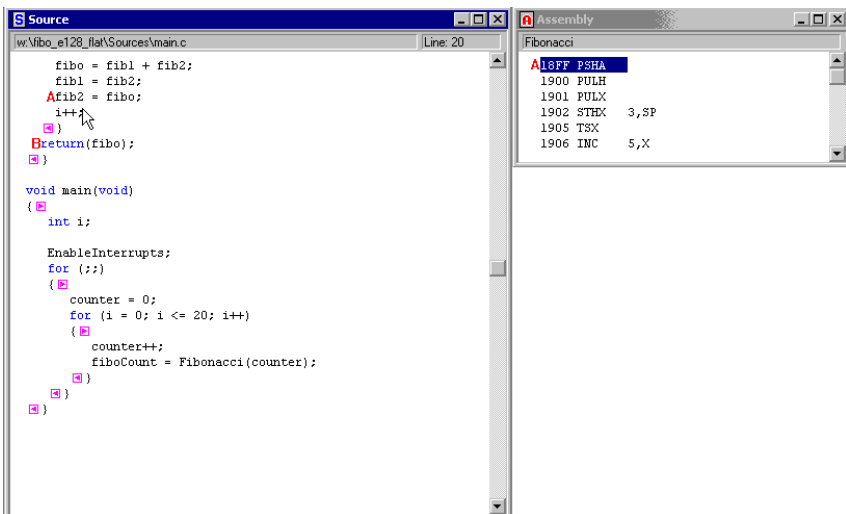 Source
w:\fibo_e128_flat\Sources\main.c Line: 20
fibo = fib1 + fib2;
fib1 = fib2;
Afib2 = fibo;
i++;
}
Breturn(fibo);
}
void main(void)
{
int i;
EnableInterrupts;
for (;;)
{
counter = 0;
for (i = 0; i <= 20; i++)
{
counter++;
fiboCount = Fibonacci(counter);
}
}
}
Assembly
Fibonacci
A18FF PSHA
1900 PULH
1901 PULX
1902 STHX 3,SP
1905 TSX
1906 INC 5,X